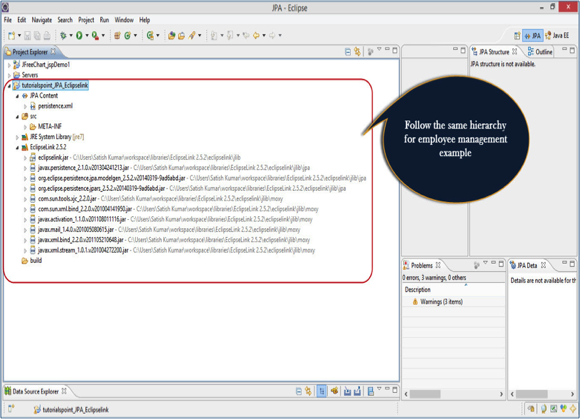 JPA - Eclipse
File Edit Navigate Search Project Run Window Help
JPA Java EE
Project Explorer
JFreeChart_jspDemo1
Servers
tutorialspoint_JPA_Eclipselink
JPA Content
persistence.xml
src
META-INF
JRE System Library [jre7]
EclipseLink 2.5.2
eclipselink.jar - C:\Users\Satish Kumar\workspace\libraries\EclipseLink 2.5.2\eclipselink\jlib
javax.persistence_2.1.0.v201304241213.jar - C:\Users\Satish Kumar\workspace\libraries\EclipseLink 2.5.2\eclipselink\jlib\jpa
org.eclipse.persistence.jpa.modelgen_2.5.2.v20140319-9ad6abd.jar - C:\Users\Satish Kumar\workspace\libraries\EclipseLink 2.5.2\eclipselink\jlib\jpa
org.eclipse.persistence.jpars_2.5.2.v20140319-9ad6abd.jar - C:\Users\Satish Kumar\workspace\libraries\EclipseLink 2.5.2\eclipselink\jlib\jpa
com.sun.tools.xjc_2.2.0.jar - C:\Users\Satish Kumar\workspace\libraries\EclipseLink 2.5.2\eclipselink\jlib\moxy
com.sun.xml.bind_2.2.0.v201004141950.jar - C:\Users\Satish Kumar\workspace\libraries\EclipseLink 2.5.2\eclipselink\jlib\moxy
javax.activation_1.1.0.v201108011116.jar - C:\Users\Satish Kumar\workspace\libraries\EclipseLink 2.5.2\eclipselink\jlib\moxy
javax.mail_1.4.0.v201005080615.jar - C:\Users\Satish Kumar\workspace\libraries\EclipseLink 2.5.2\eclipselink\jlib\moxy
javax.xml.bind_2.2.0.v201105210648.jar - C:\Users\Satish Kumar\workspace\libraries\EclipseLink 2.5.2\eclipselink\jlib\moxy
javax.xml.stream_1.0.1.v201004272200.jar - C:\Users\Satish Kumar\workspace\libraries\EclipseLink 2.5.2\eclipselink\jlib\moxy
build
JPA Structure
Outline
JPA structure is not available.
Follow the same hierarchy
for employee management
example
Problems
0 errors, 3 warnings, 0 others
Description
Warnings (3 items)
JPA Deta
Details are not available for th
Data Source Explorer
tutorialspoint_JPA_Eclipselink